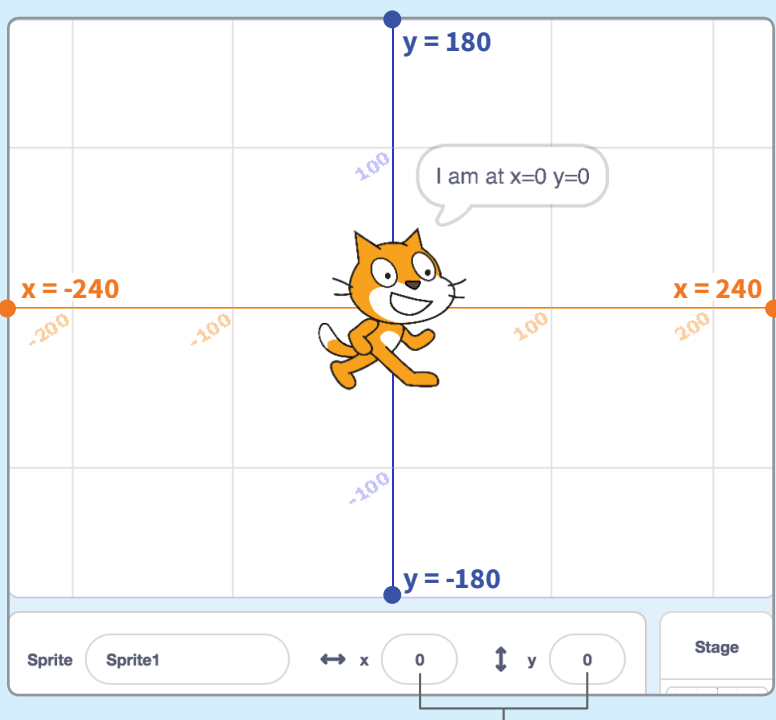 y = 180
100
I am at x=0 y=0
x = -240
x = 240
-200
-100
100
200
-100
y = -180
Sprite Sprite1 x 0 y 0
Stage